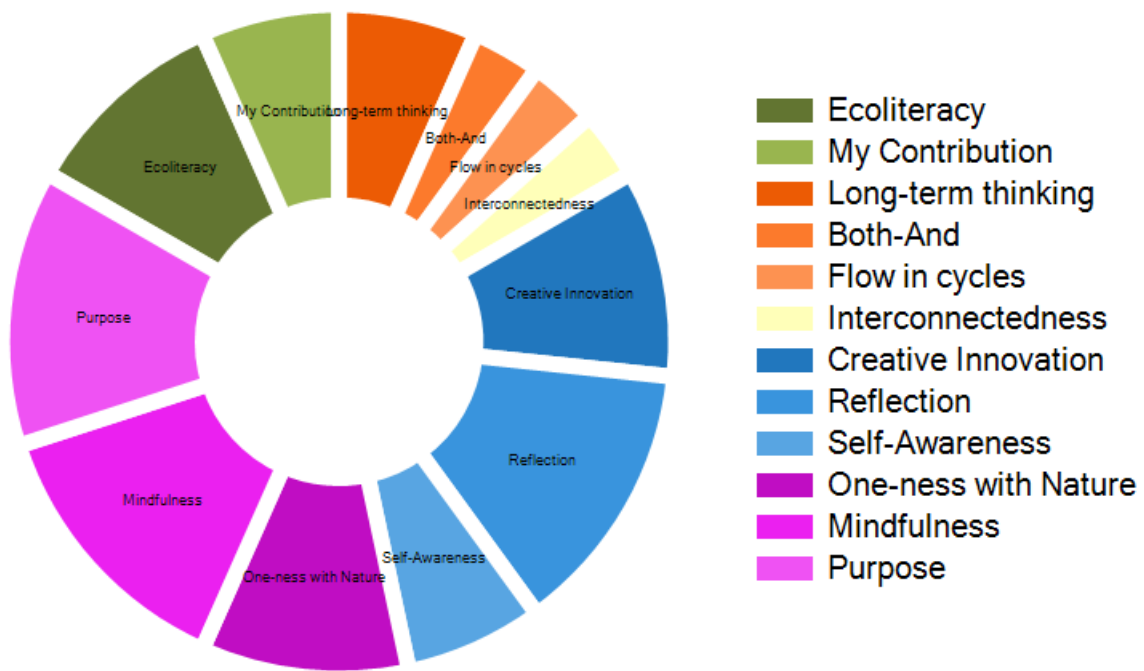 My Contribution
Long-term thinking
Both-And
Flow in cycles
Interconnectedness
Creative Innovation
Reflection
Self-Awareness
One-ness with Nature
Mindfulness
Purpose
Ecoliteracy
Ecoliteracy
My Contribution
Long-term thinking
Both-And
Flow in cycles
Interconnectedness
Creative Innovation
Reflection
Self-Awareness
One-ness with Nature
Mindfulness
Purpose